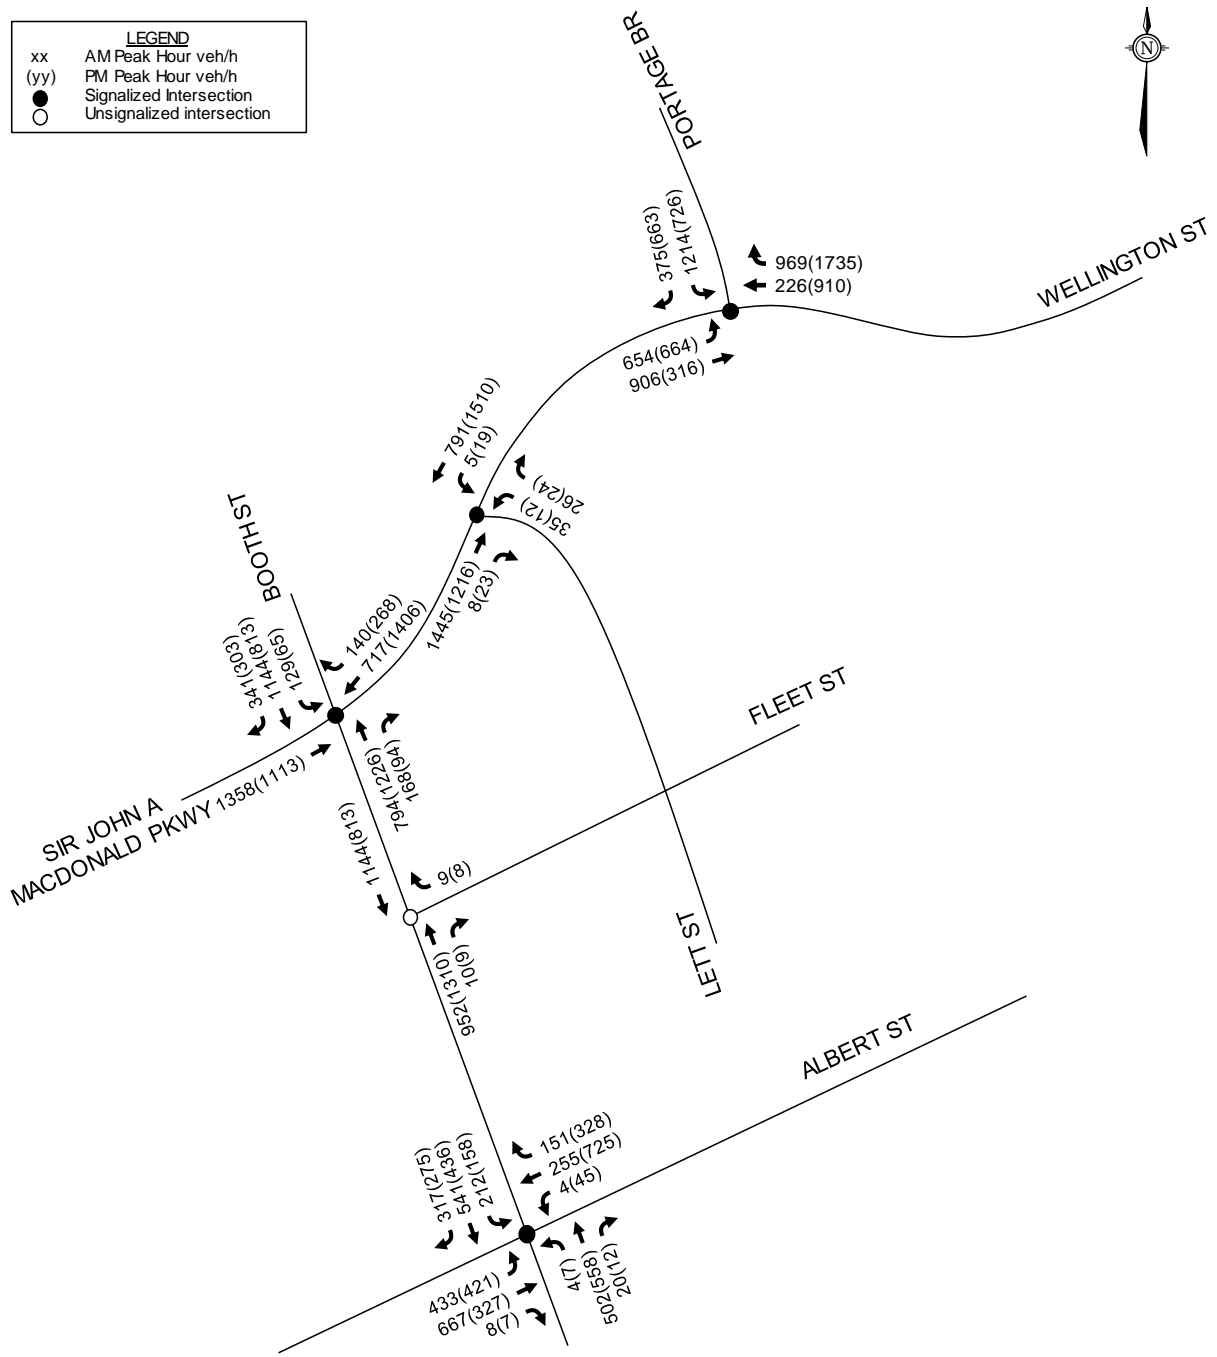 LEGEND
xx AM Peak Hour veh/h
(yy) PM Peak Hour veh/h
Signalized Intersection
Unsignalized intersection
N
PORTAGE BR
WELLINGTON ST
375(663)
1214(726)
969(1735)
226(910)
654(664)
906(316)
791(1510)
5(19)
26(24)
35(12)
1445(1216)
8(23)
BOOTH ST
341(303)
1144(813)
129(65)
140(268)
717(1406)
SIR JOHN A
MACDONALD PKWY
1358(1113)
794(1226)
168(94)
FLEET ST
1144(813)
9(8)
952(1310)
10(9)
LETT ST
ALBERT ST
317(275)
541(436)
212(158)
151(328)
255(725)
4(45)
433(421)
667(327)
8(7)
4(7)
502(558)
20(12)